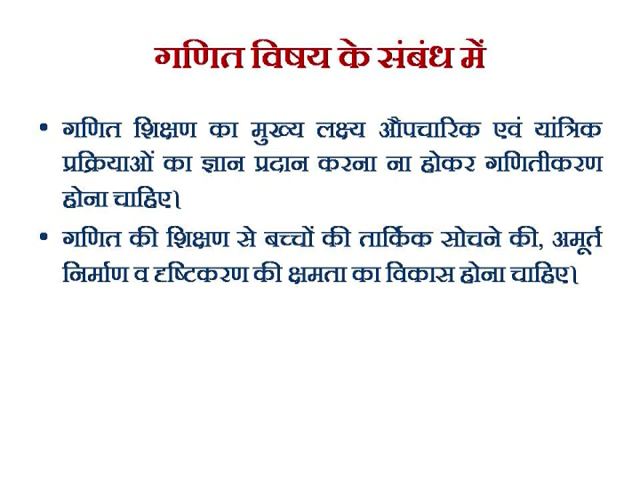 गणित विषय के संबंध में
• गणित शिक्षण का मुख्य लक्ष्य औपचारिक एवं यांत्रिक
प्रक्रियाओं का ज्ञान प्रदान करना ना होकर गणितीकरण
होना चाहिए।
• गणित की शिक्षण से बच्चों की तार्किक सोचने की, अमूर्त
निर्माण व दृष्टिकरण की क्षमता का विकास होना चाहिए।